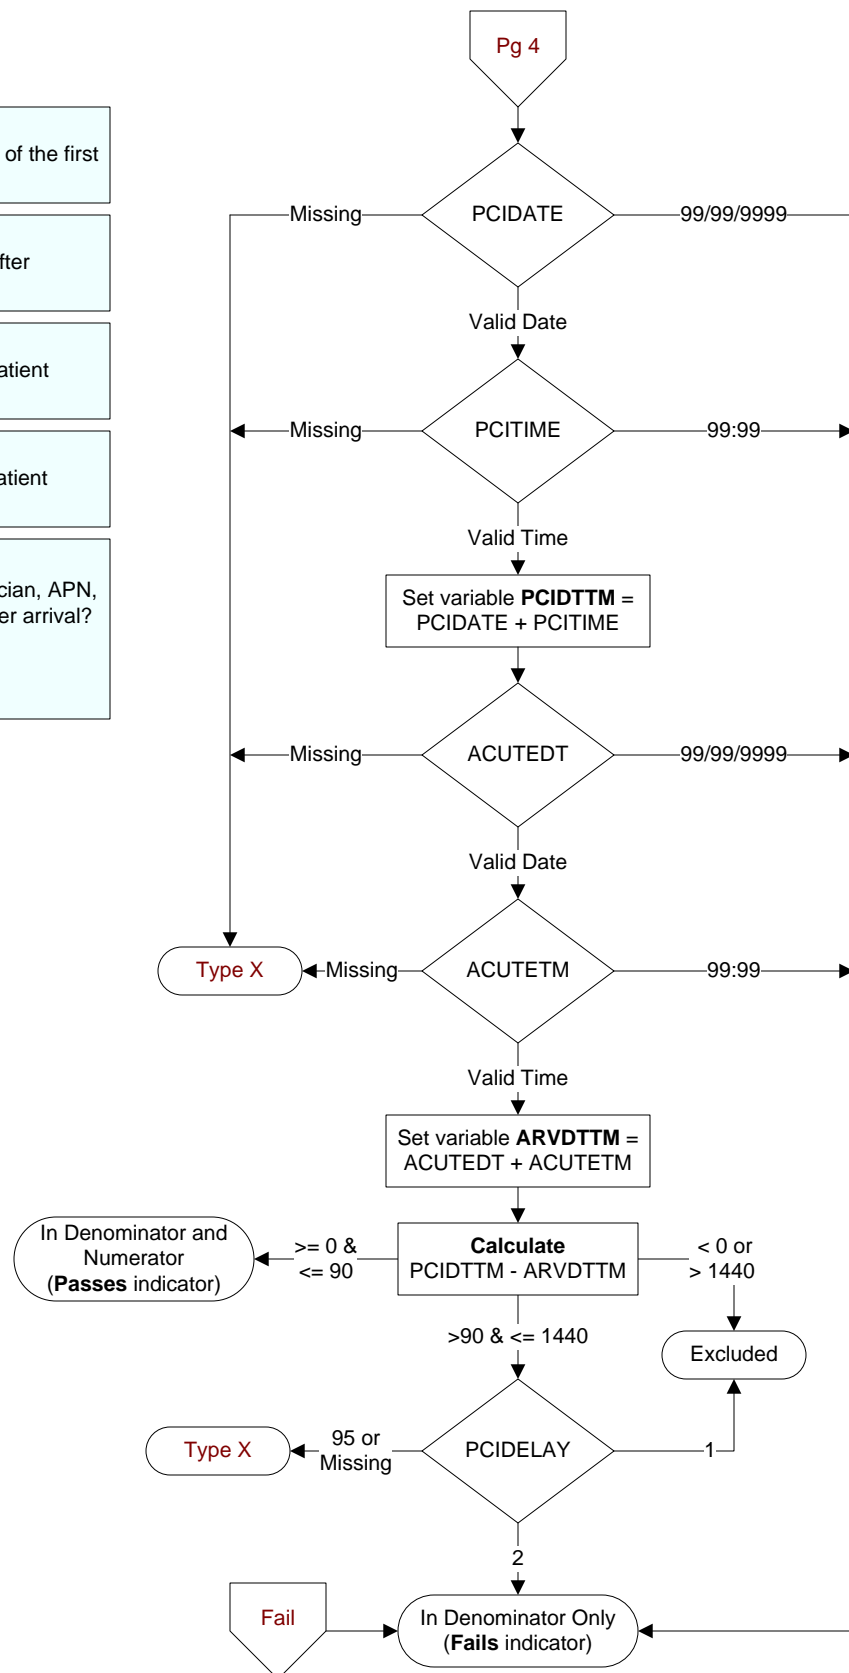 Pg 4
of the first
fter
atient
atient
cian, APN,
er arrival?
PCIDATE
Missing
99/99/9999
Valid Date
PCITIME
Missing
99:99
Valid Time
Set variable PCIDTTM =
PCIDATE + PCITIME
ACUTEDT
Missing
99/99/9999
Valid Date
ACUTETM
Missing
99:99
Type X
Valid Time
Set variable ARVDTTM =
ACUTEDT + ACUTETM
In Denominator and
Numerator
(Passes indicator)
>= 0 &
<= 90
Calculate
PCIDTTM - ARVDTTM
< 0 or
> 1440
>90 & <= 1440
Excluded
Type X
95 or
Missing
PCIDELAY
1
2
Fail
In Denominator Only
(Fails indicator)